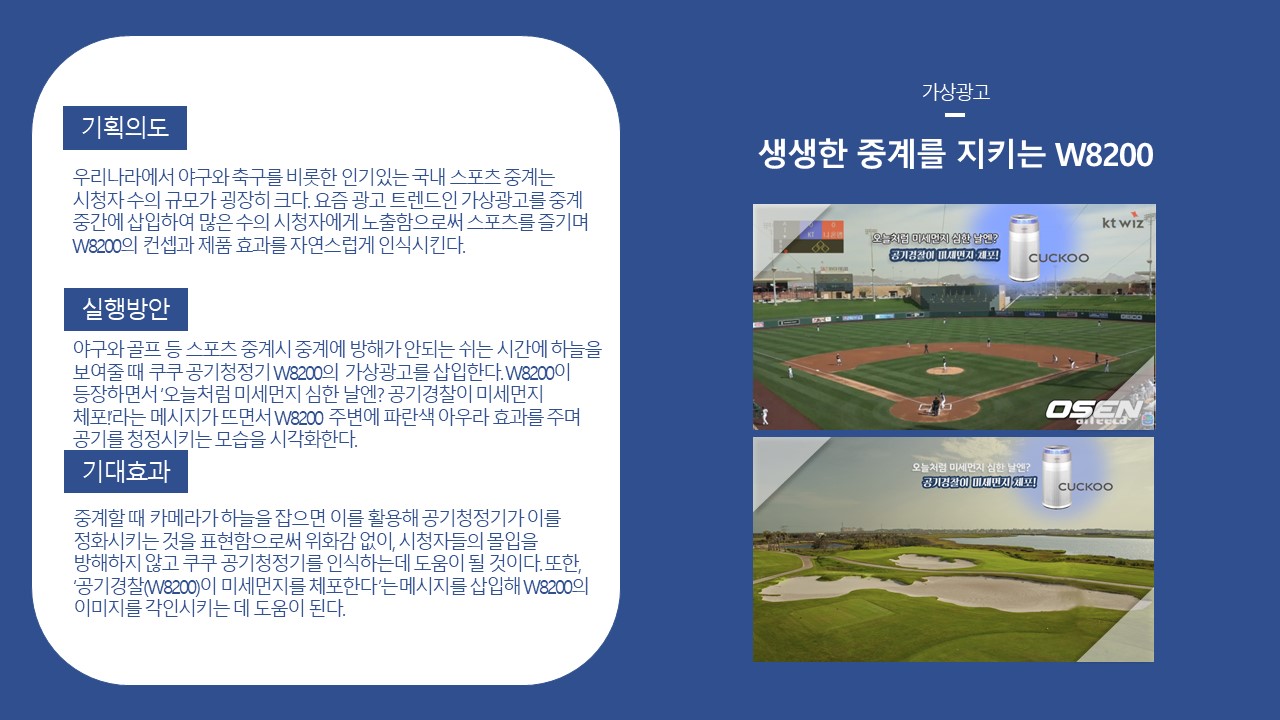 기획의도
우리나라에서 야구와 축구를 비롯한 인기있는 국내 스포츠 중계는
시청자 수의 규모가 굉장히 크다. 요즘 광고 트렌드인 가상광고를 중계
중간에 삽입하여 많은 수의 시청자에게 노출함으로써 스포츠를 즐기며
W8200의 컨셉과 제품 효과를 자연스럽게 인식시킨다.
실행방안
야구와 골프 등 스포츠 중계시 중계에 방해가 안되는 쉬는 시간에 하늘을
보여줄 때 쿠쿠 공기청정기 W8200의 가상광고를 삽입한다. W8200이
등장하면서 ‘오늘처럼 미세먼지 심한 날엔? 공기경찰이 미세먼지
체포!’라는 메시지가 뜨면서 W8200 주변에 파란색 아우라 효과를 주며
공기를 청정시키는 모습을 시각화한다.
기대효과
중계할 때 카메라가 하늘을 잡으면 이를 활용해 공기청정기가 이를
정화시키는 것을 표현함으로써 위화감 없이, 시청자들의 몰입을
방해하지 않고 쿠쿠 공기청정기를 인식하는데 도움이 될 것이다. 또한,
‘공기경찰(W8200)이 미세먼지를 체포한다’는 메시지를 삽입해 W8200의
이미지를 각인시키는 데 도움이 된다.
가상광고
생생한 중계를 지키는 W8200
kt wiz
오늘처럼 미세먼지 심한 날엔?
공기경찰이 미세먼지 체포!
CUCKOO
GEICO
OSEN
오늘처럼 미세먼지 심한 날엔?
공기경찰이 미세먼지 체포!
CUCKOO